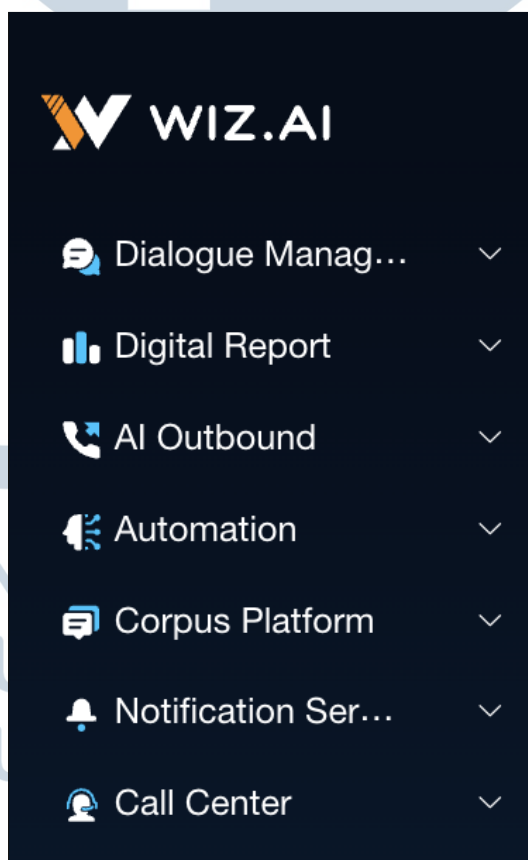 WIZ.AI
Dialogue Manag...
Digital Report
AI Outbound
Automation
Corpus Platform
Notification Ser...
Call Center